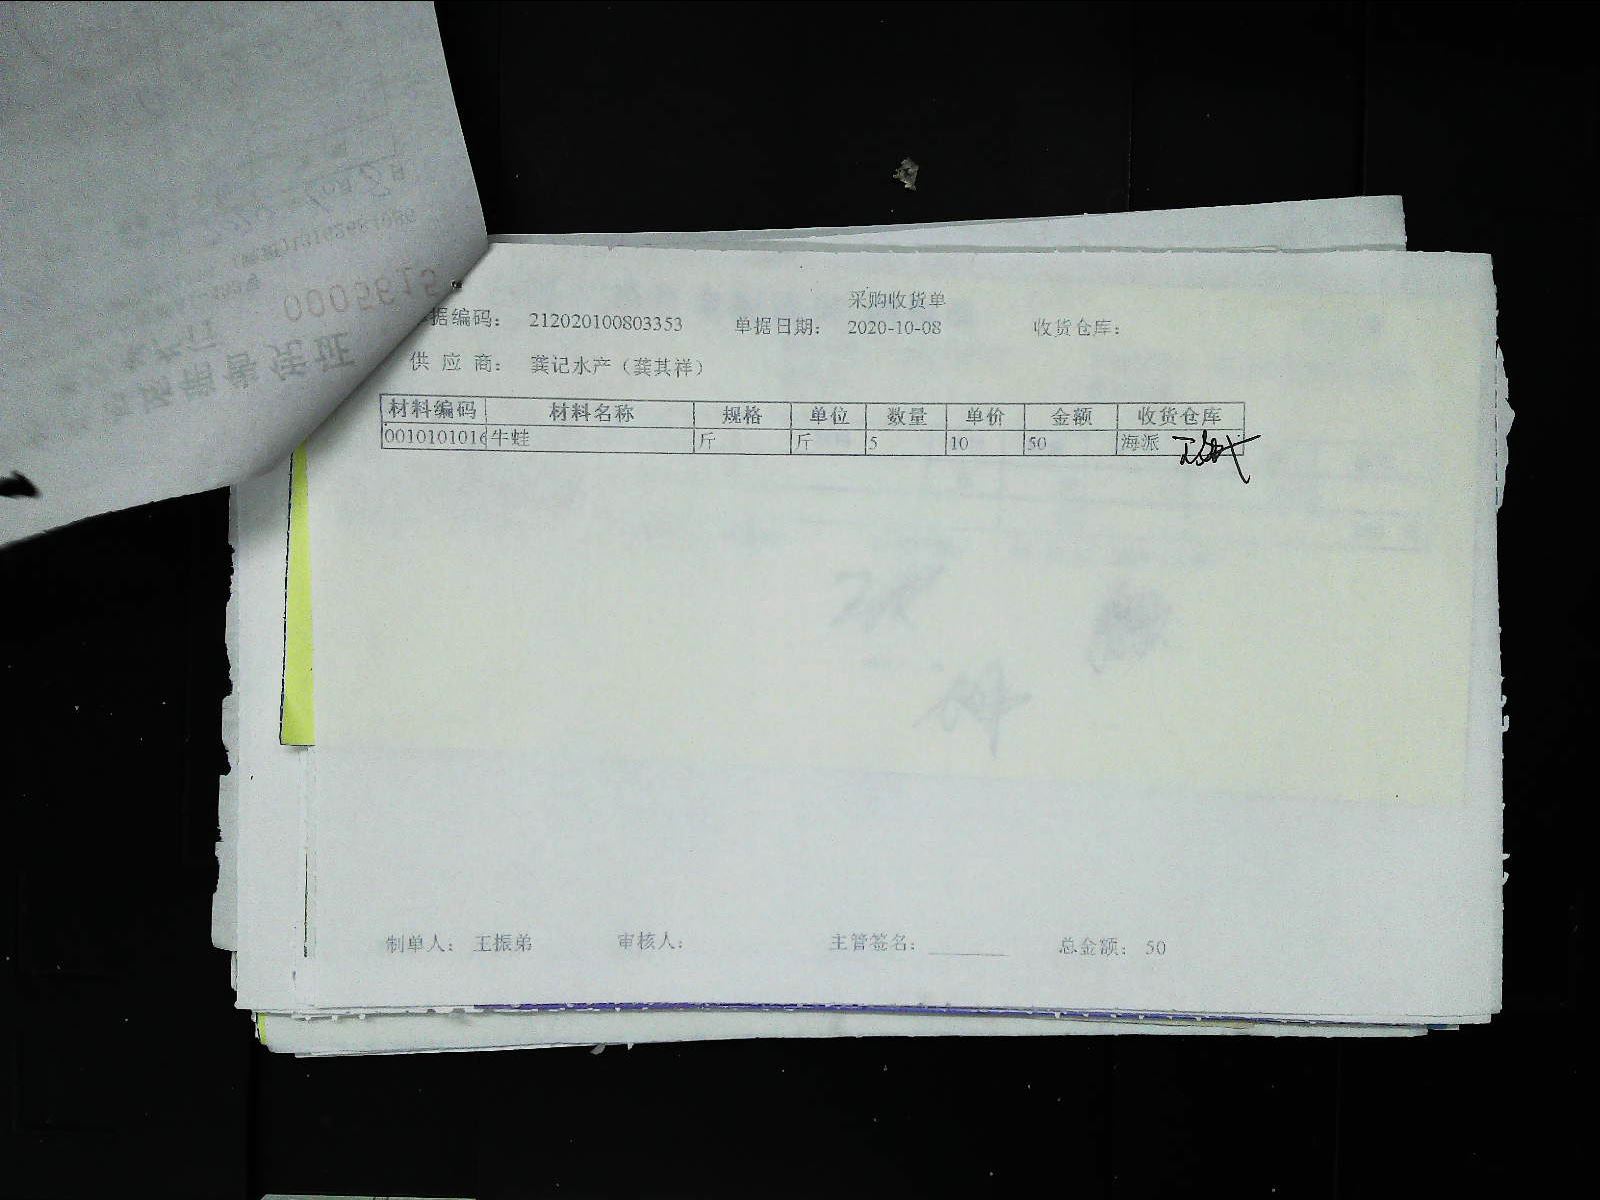 采购收货单
据编码: 212020100803353 单据日期: 2020-10-08 收货仓库:
供应商: 龚记水产（龚其祥）
材料编码 材料名称 规格 单位 数量 单价 金额 收货仓库
0010101016 牛蛙 斤 斤 5 10 50 海派
制单人: 王振弟 审核人: 主管签名: 总金额: 50
0005615